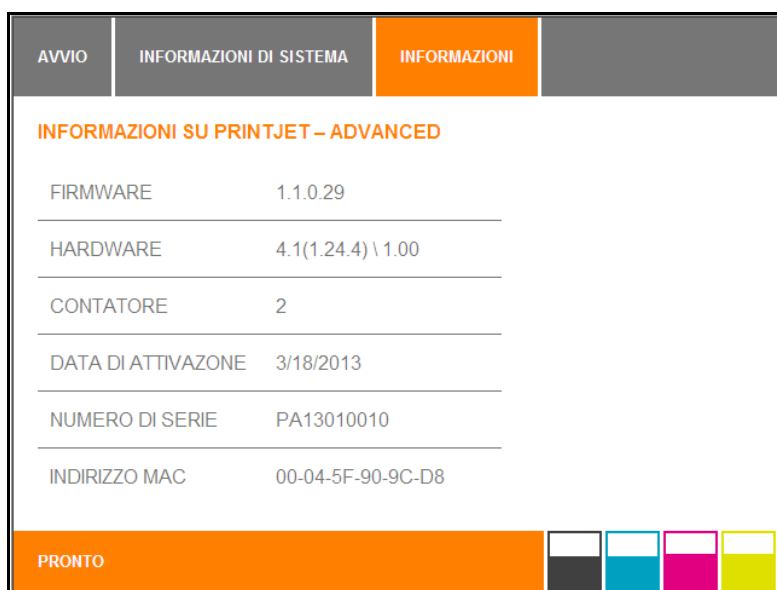 AVVIO INFORMAZIONI DI SISTEMA INFORMAZIONI
INFORMAZIONI SU PRINTJET – ADVANCED
FIRMWARE 1.1.0.29
HARDWARE 4.1(1.24.4) \ 1.00
CONTATORE 2
DATA DI ATTIVAZONE 3/18/2013
NUMERO DI SERIE PA13010010
INDIRIZZO MAC 00-04-5F-90-9C-D8
PRONTO